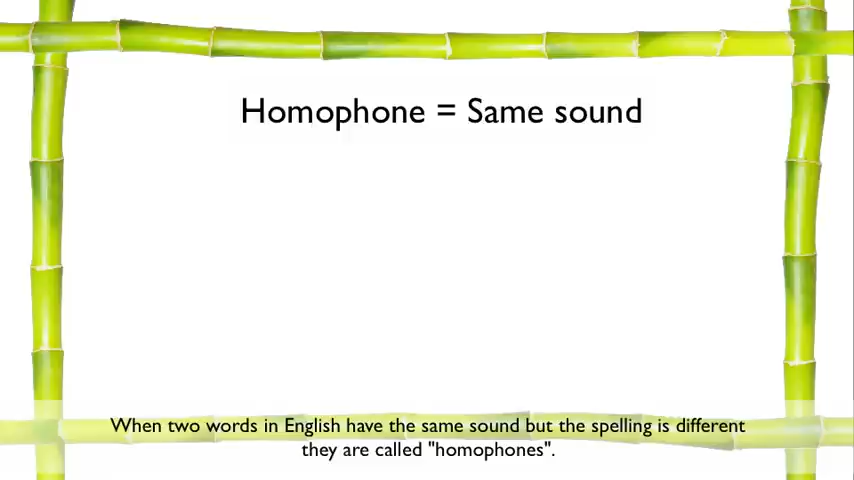 Homophone = Same sound
When two words in English have the same sound but the spelling is different
they are called "homophones".